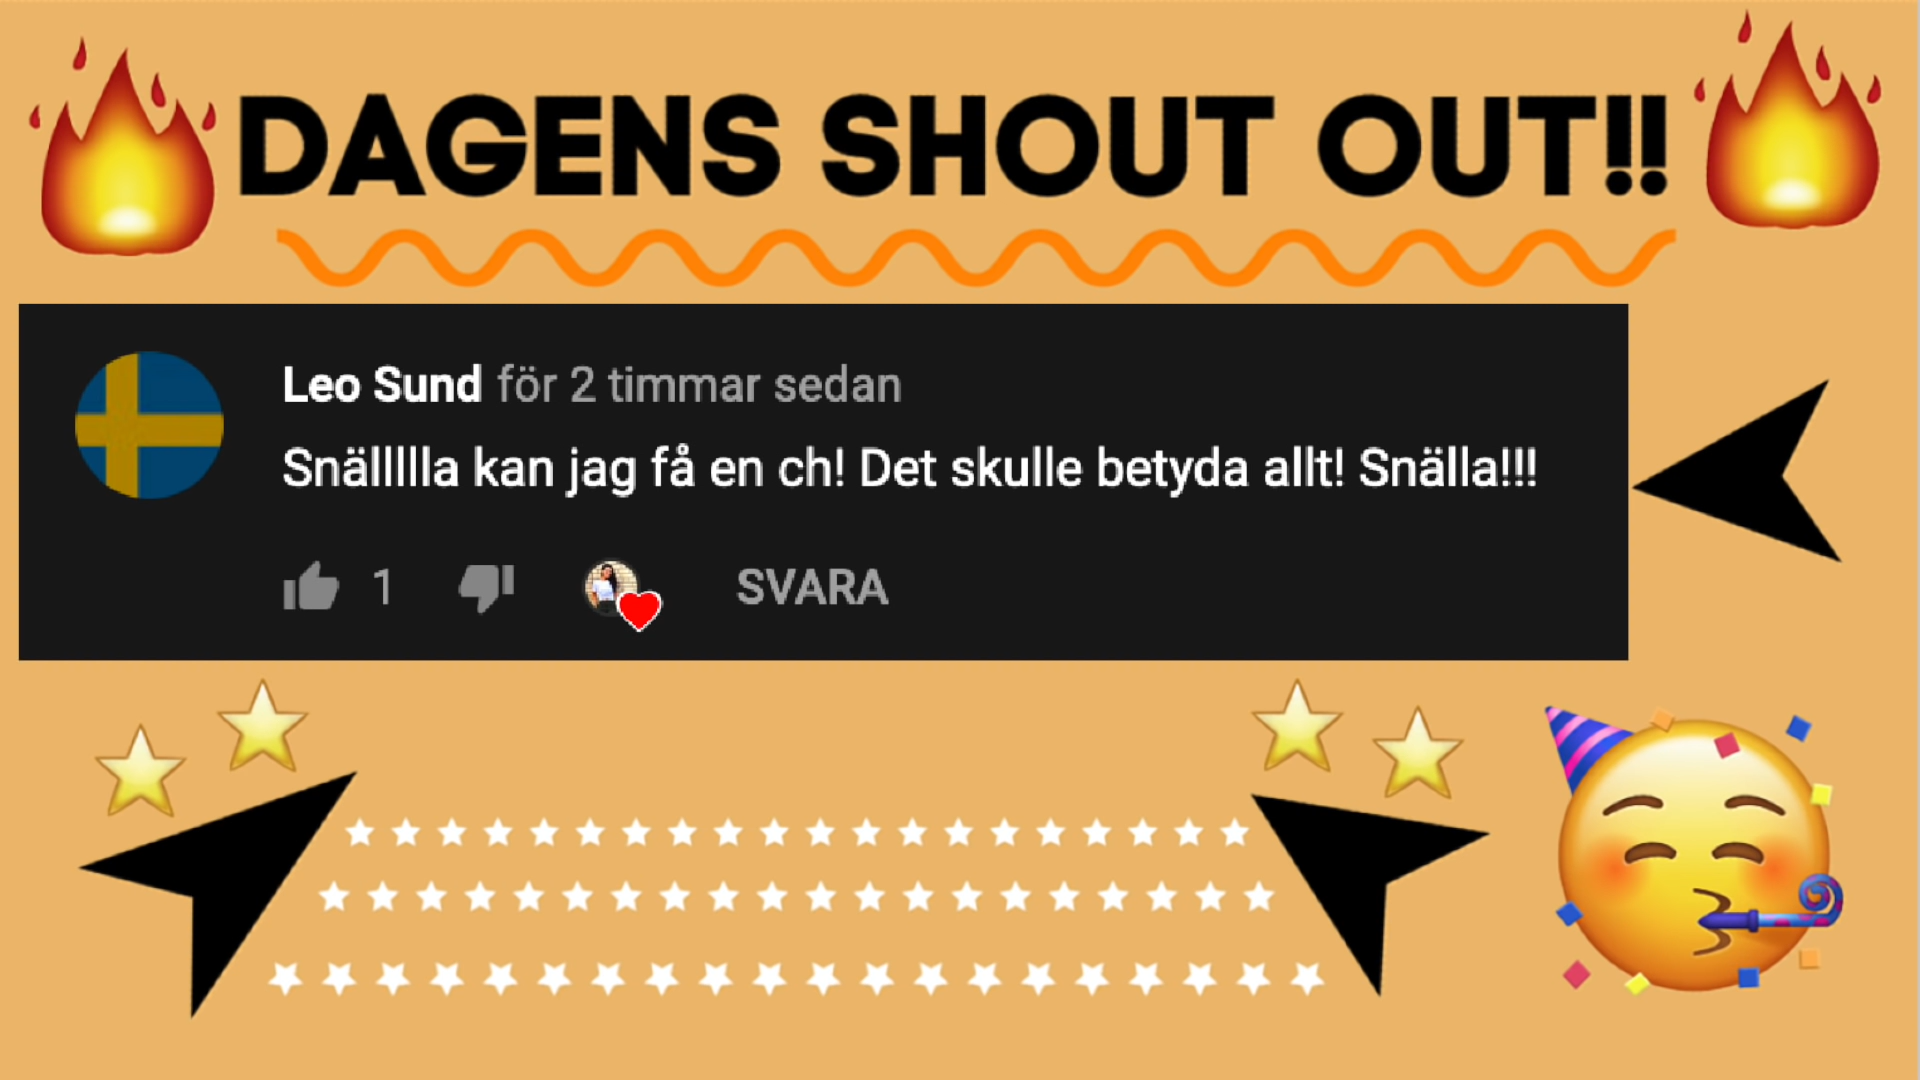 DAGENS SHOUT OUT!!
Leo Sund för 2 timmar sedan
Snällllla kan jag få en ch! Det skulle betyda allt! Snälla!!!
1 SVARA